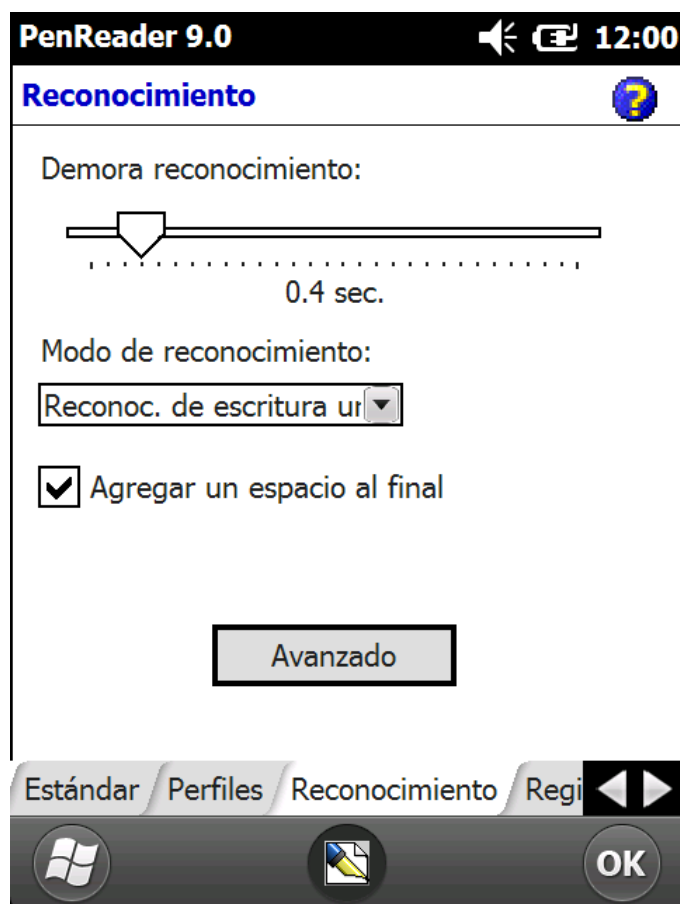 PenReader 9.0 12:00
Reconocimiento
Demora reconocimiento:
0.4 sec.
Modo de reconocimiento:
Reconoc. de escritura
Agregar un espacio al final
Avanzado
Estándar Perfiles Reconocimiento Regi
OK